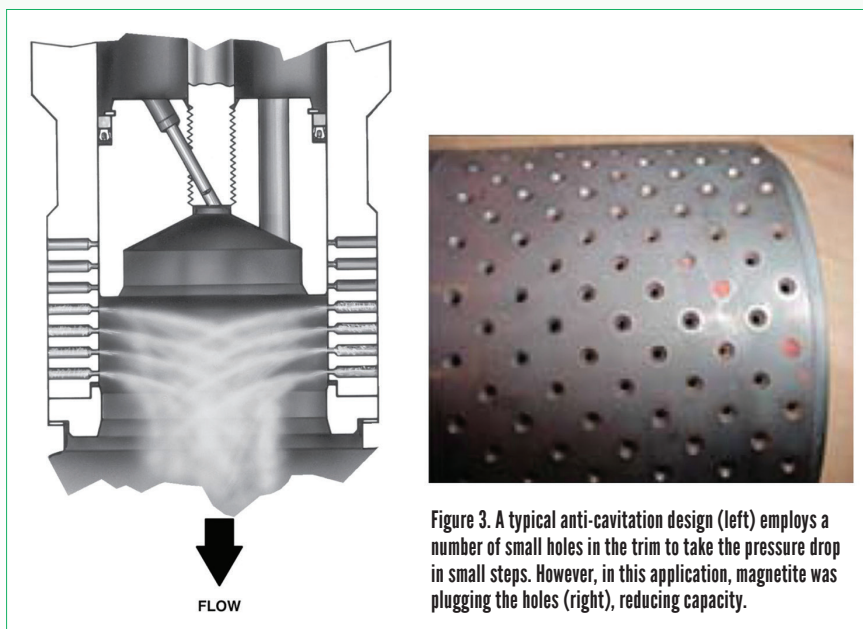 FLOW
Figure 3. A typical anti-cavitation design (left) employs a
number of small holes in the trim to take the pressure drop
in small steps. However, in this application, magnetite was
plugging the holes (right), reducing capacity.